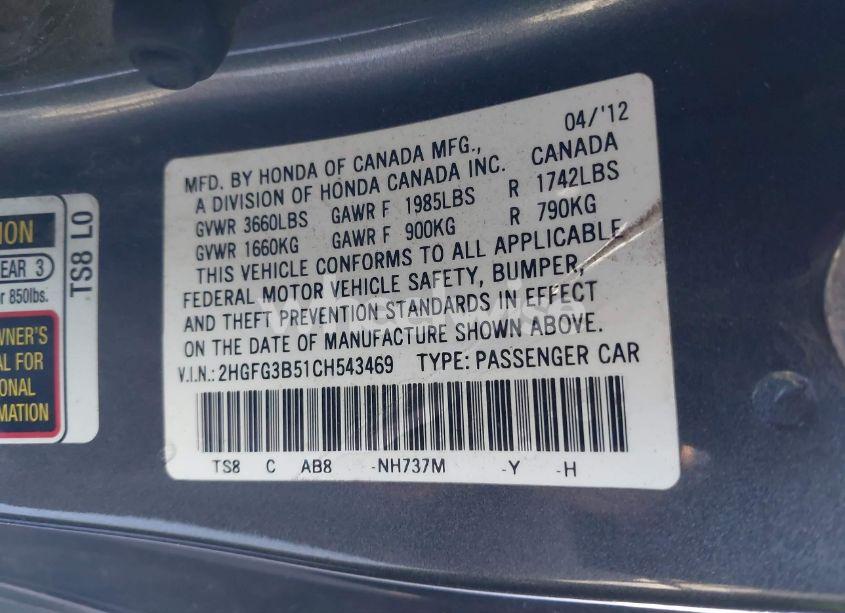 04/'12
MFD. BY HONDA OF CANADA MFG.,
A DIVISION OF HONDA CANADA INC. CANADA
GVWR 3660LBS GAWR F 1985LBS R 1742LBS
GVWR 1660KG GAWR F 900KG R 790KG
THIS VEHICLE CONFORMS TO ALL APPLICABLE
FEDERAL MOTOR VEHICLE SAFETY, BUMPER,
AND THEFT PREVENTION STANDARDS IN EFFECT
ON THE DATE OF MANUFACTURE SHOWN ABOVE.
V.I.N.: 2HGFG3B51CH543469 TYPE: PASSENGER CAR
TS8 C AB8 -NH737M -Y -H
TS8 L0
ION
EAR 3
r 850lbs.
WNER'S
AL FOR
ONAL
MATION